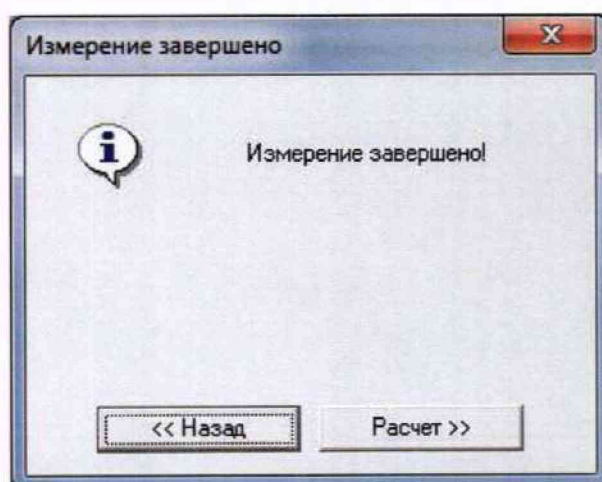 Измерение завершено
Измерение завершено!
<< Назад
Расчет >>